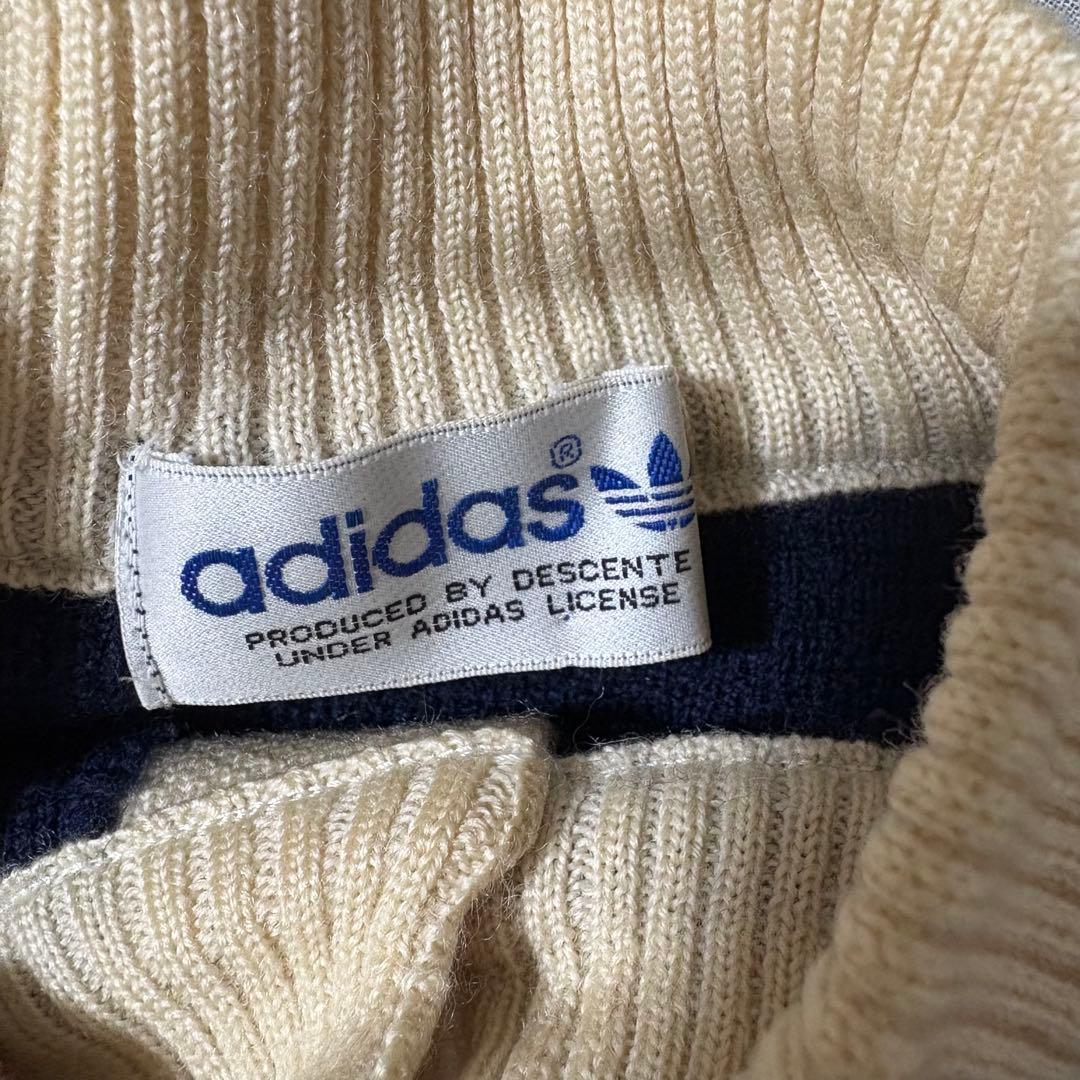 adidas®
PRODUCED BY DESCENTE
UNDER ADIDAS LICENSE